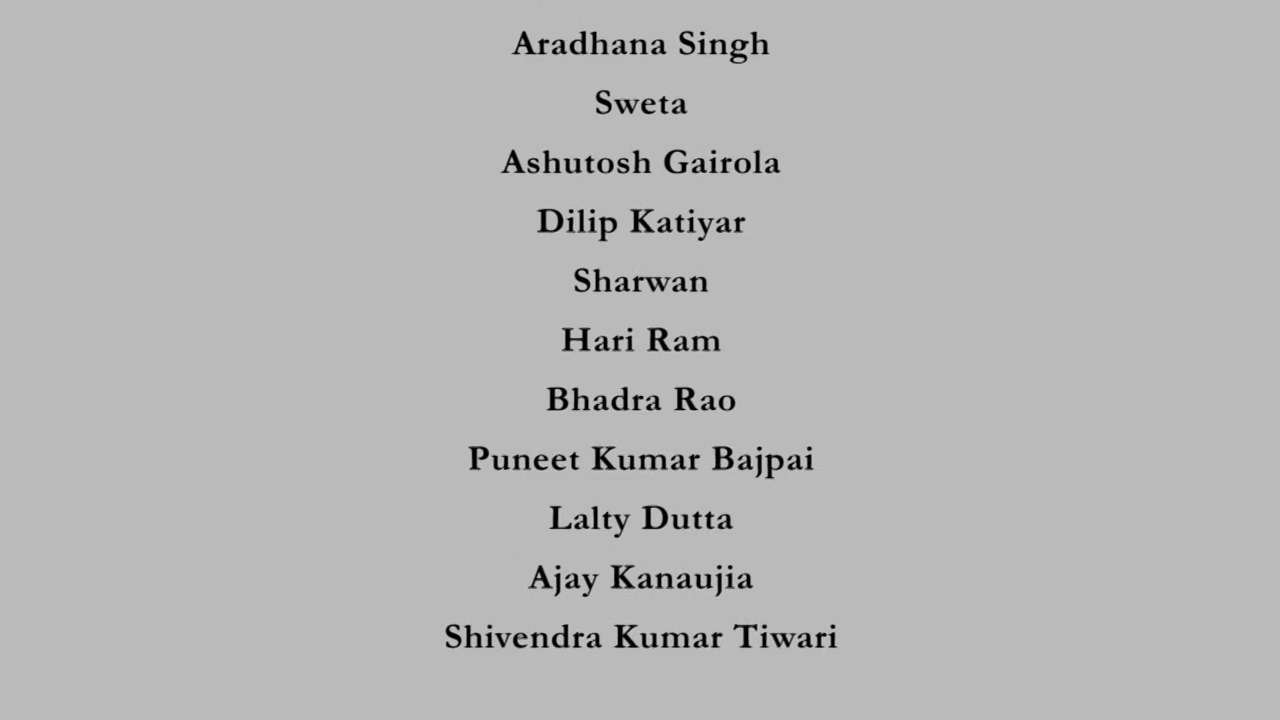 Aradhana Singh
Sweta
Ashutosh Gairola
Dilip Katiyar
Sharwan
Hari Ram
Bhadra Rao
Puneet Kumar Bajpai
Lalty Dutta
Ajay Kanaujia
Shivendra Kumar Tiwari